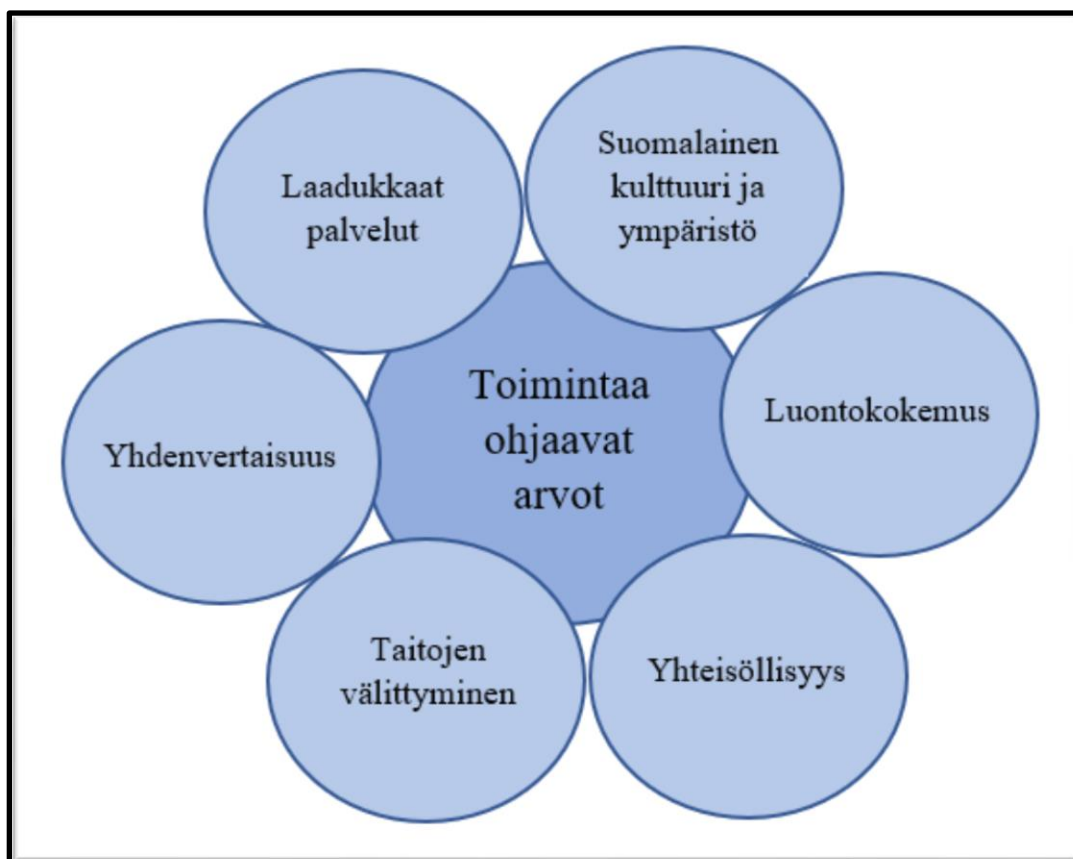 Suomalainen
kulttuuri ja
ympäristö
Laadukkaat
palvelut
Toimintaa
ohjaavat
arvot
Luontokokemus
Yhdenvertaisuus
Taitojen
välittyminen
Yhteisöllisyys